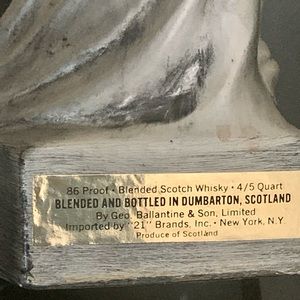 86 Proof • Blended Scotch Whisky • 4/5 Quart
BLENDED AND BOTTLED IN DUMBARTON, SCOTLAND
By Geo. Ballantine & Son, Limited
Imported by "21" Brands, Inc. • New York, N.Y.
Produce of Scotland